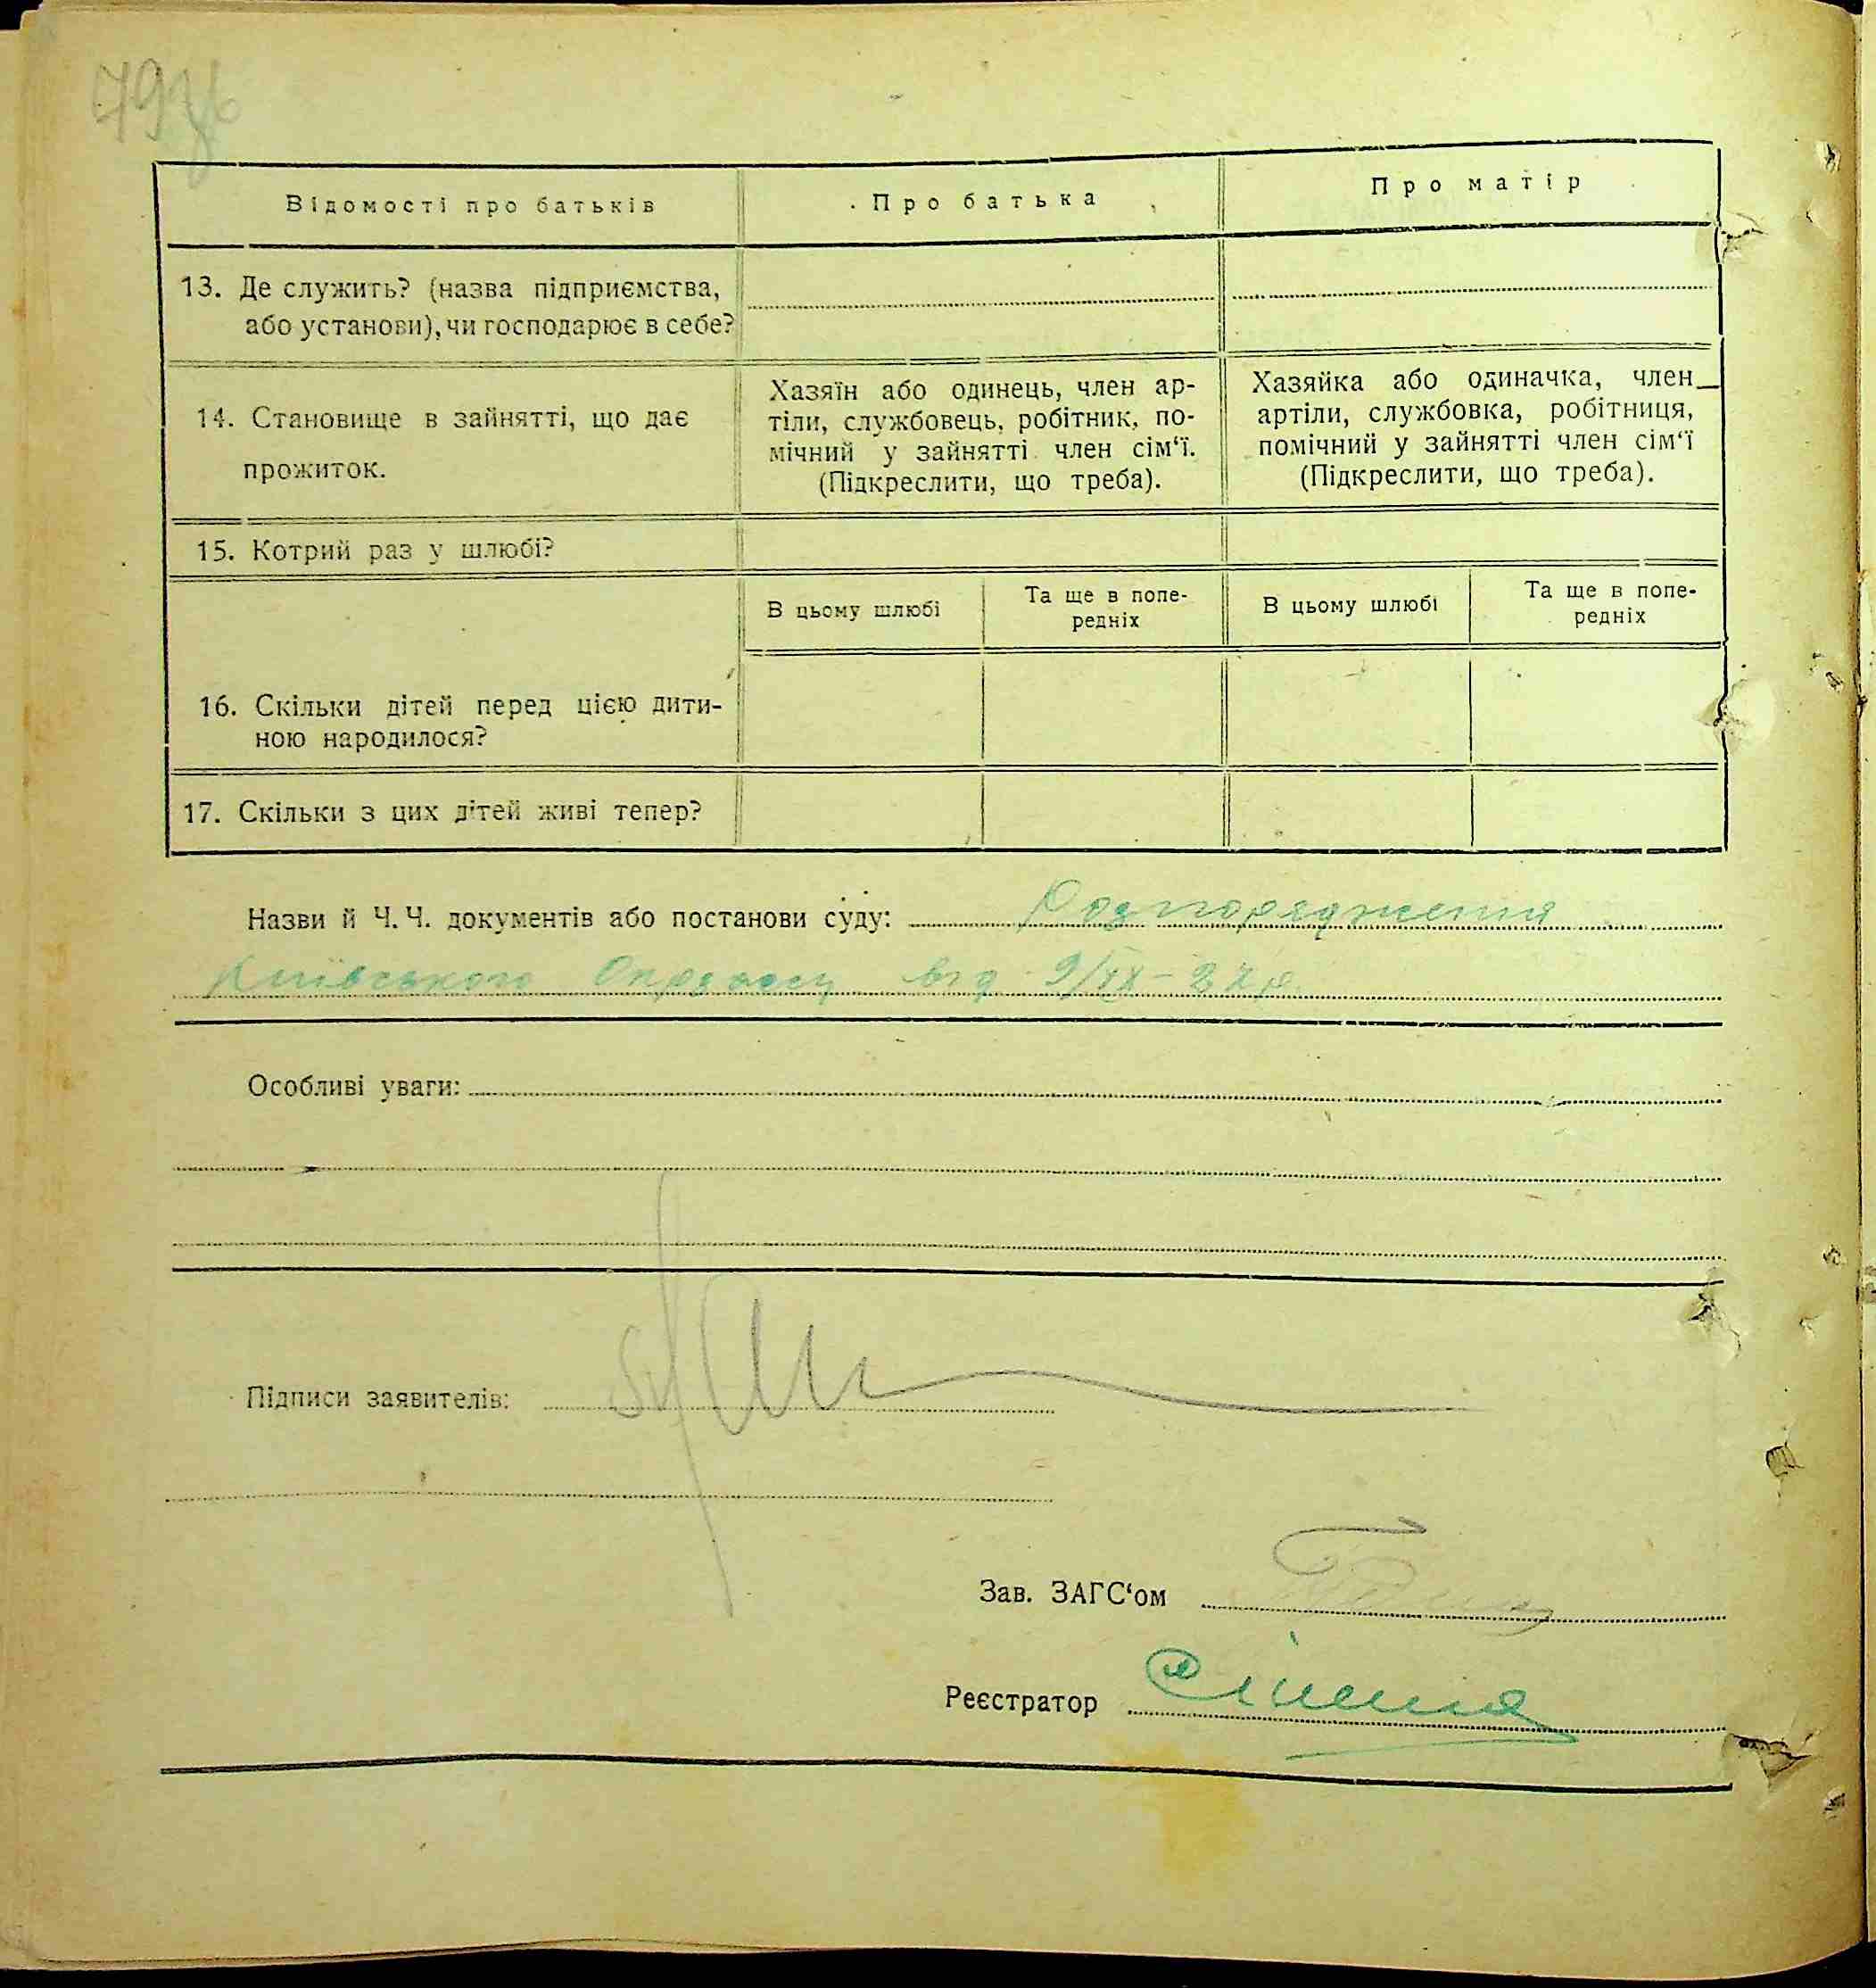 79зв
Відомості про батьків
Про батька
Про матір
13. Де служить? (назва підприємства,
або установи), чи господарює в себе?
14. Становище в зайнятті, що дає
прожиток.
Хазяїн або одинець, член ар-
тіли, службовець, робітник, по-
мічний у зайнятті член сім‘ї.
(Підкреслити, що треба).
Хазяйка або одиначка, член
артіли, службовка, робітниця,
помічний у зайнятті член сім‘ї
(Підкреслити, що треба).
15. Котрий раз у шлюбі?
В цьому шлюбі
Та ще в попе-
редніх
В цьому шлюбі
Та ще в попе-
редніх
16. Скільки дітей перед цією дити-
ною народилося?
17. Скільки з цих дітей живі тепер?
Назви й Ч. Ч. документів або постанови суду: Розпорядження
Київського Окрзагсу від
Особливі уваги:
Підписи заявителів:
Зав. ЗАГС‘ом
Реєстратор